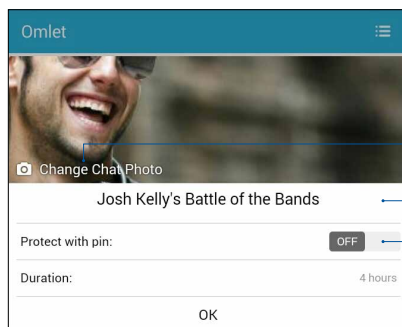 Omlet
Change Chat Photo
Josh Kelly's Battle of the Bands
Protect with pin:
OFF
Duration:
4 hours
OK